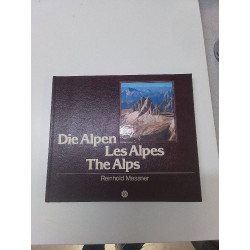 Die Alpen
Les Alpes
The Alps
Reinhold Messner